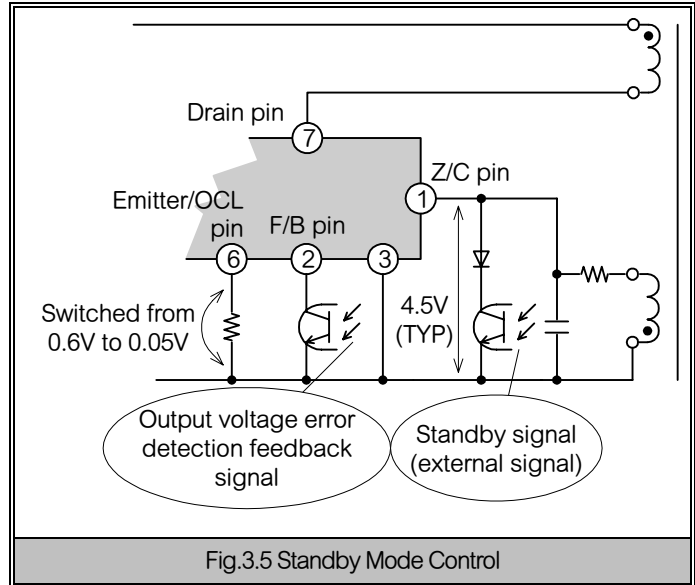 Drain pin
7
Z/C pin
1
Emitter/OCL
pin
F/B pin
6
2
3
Switched from
0.6V to 0.05V
4.5V
(TYP)
Output voltage error
detection feedback
signal
Standby signal
(external signal)
Fig.3.5 Standby Mode Control